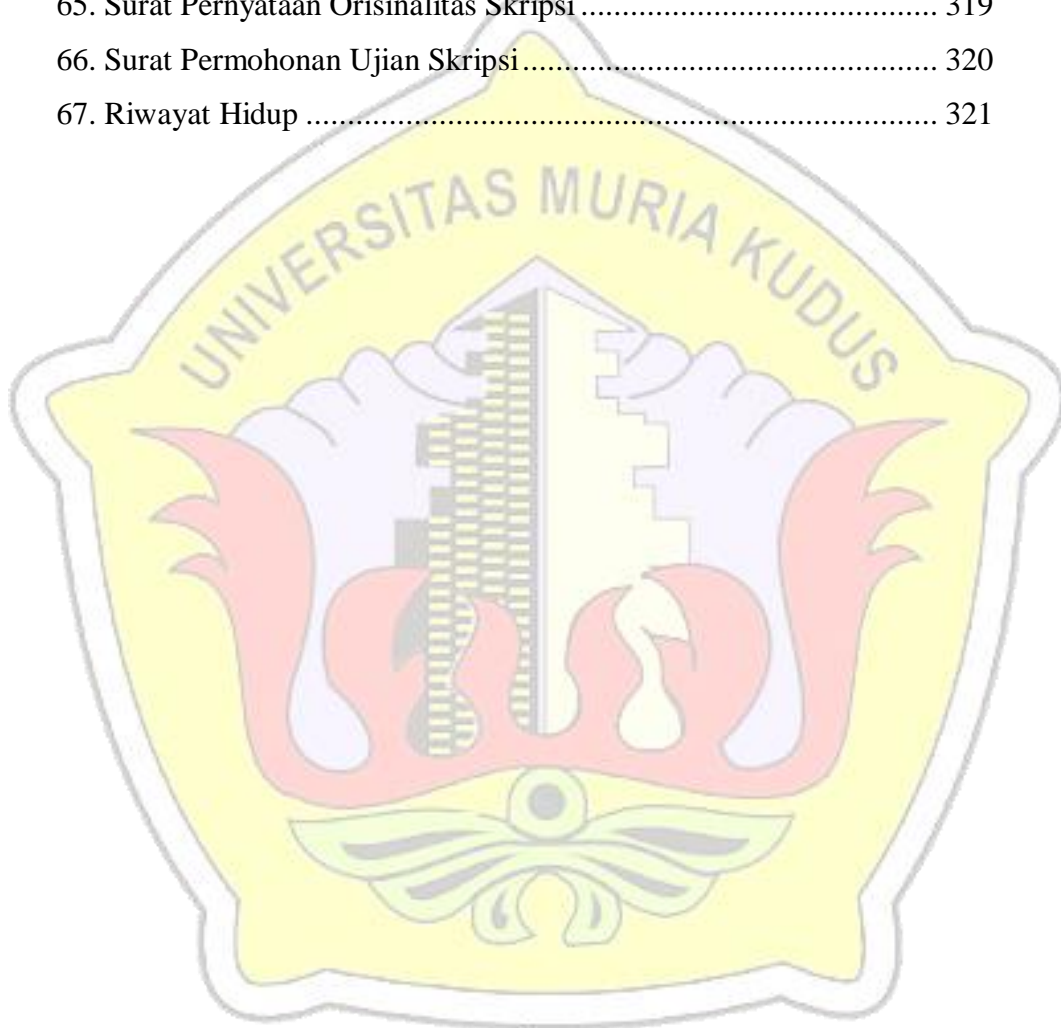 65. Surat Pernyataan Orisinalitas Skripsi ............................................. 319
66. Surat Permohonan Ujian Skripsi ..................................................... 320
67. Riwayat Hidup ................................................................................. 321
UNIVERSITAS MURIA KUDUS